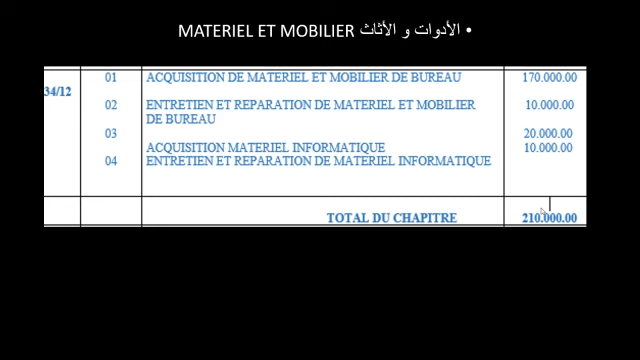 • الأدوات و الأثاث MATERIEL ET MOBILIER
01 ACQUISITION DE MATERIEL ET MOBILIER DE BUREAU 170.000.00
34/12
02 ENTRETIEN ET REPARATION DE MATERIEL ET MOBILIER 10.000.00
DE BUREAU
03 20.000.00
ACQUISITION MATERIEL INFORMATIQUE 10.000.00
04 ENTRETIEN ET REPARATION DE MATERIEL INFORMATIQUE
TOTAL DU CHAPITRE 210.000.00